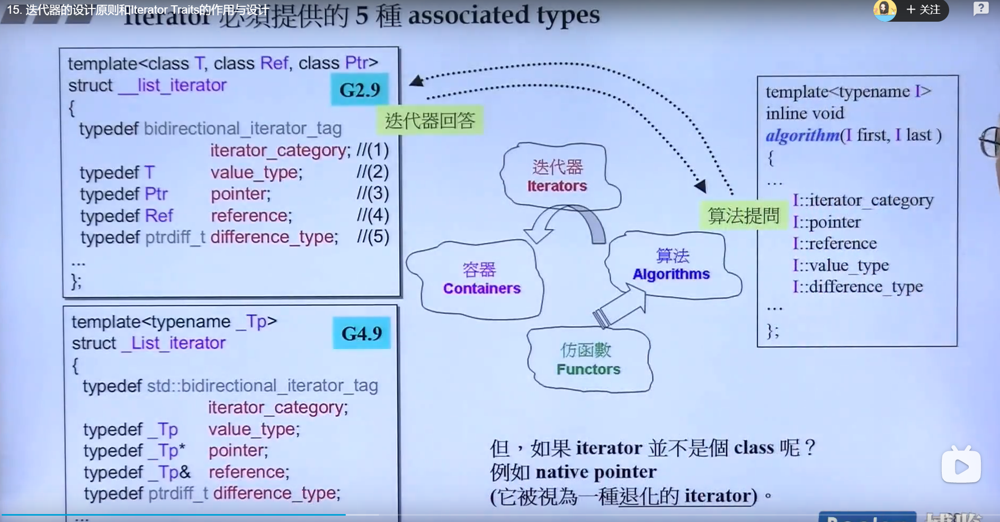 15. 迭代器的设计原则和Iterator Traits的作用与设计
+ 关注
Iterator 必須提供的 5 種 associated types
template<class T, class Ref, class Ptr>
struct __list_iterator
G2.9
{
typedef bidirectional_iterator_tag
iterator_category; //(1)
typedef T value_type; //(2)
typedef Ptr pointer; //(3)
typedef Ref reference; //(4)
typedef ptrdiff_t difference_type; //(5)
...
};
template<typename _Tp>
struct _List_iterator
G4.9
{
typedef std::bidirectional_iterator_tag
iterator_category;
typedef _Tp value_type;
typedef _Tp* pointer;
typedef _Tp& reference;
typedef ptrdiff_t difference_type;
...
迭代器回答
迭代器
Iterators
容器
Containers
算法
Algorithms
仿函數
Functors
算法提問
template<typename I>
inline void
algorithm(I first, I last )
{
...
I::iterator_category
I::pointer
I::reference
I::value_type
I::difference_type
...
};
但，如果 iterator 並不是個 class 呢？
例如 native pointer
(它被視為一種退化的 iterator)。